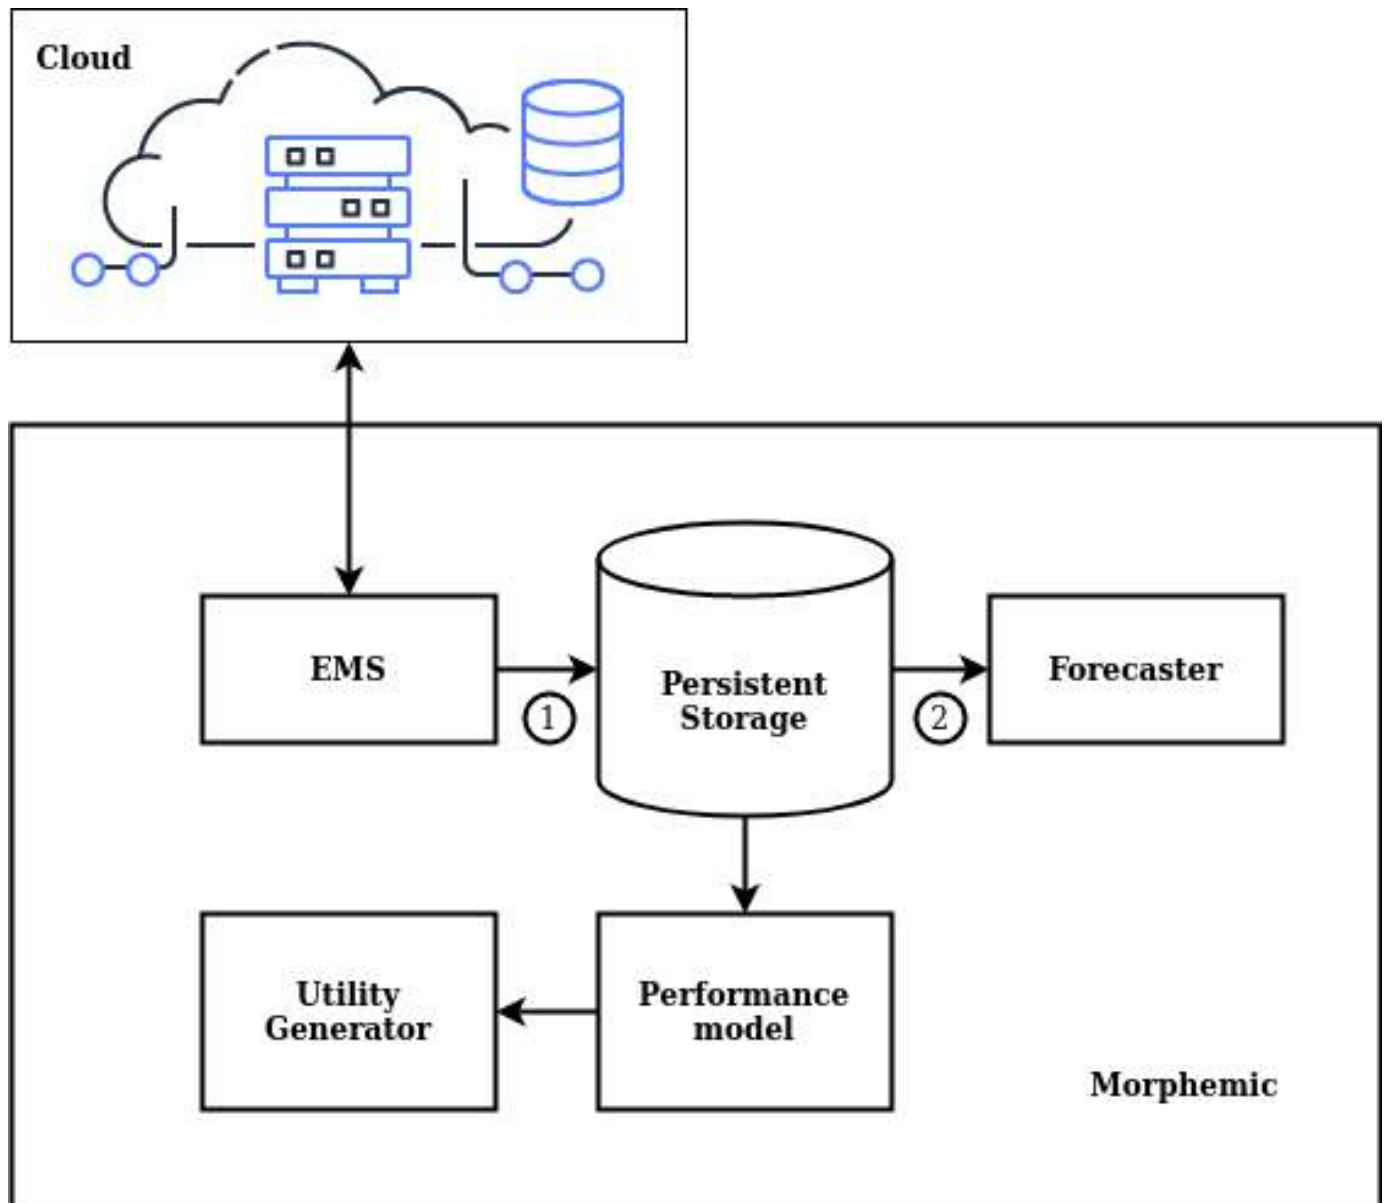 Cloud
EMS
1
Persistent
Storage
2
Forecaster
Utility
Generator
Performance
model
Morphemic